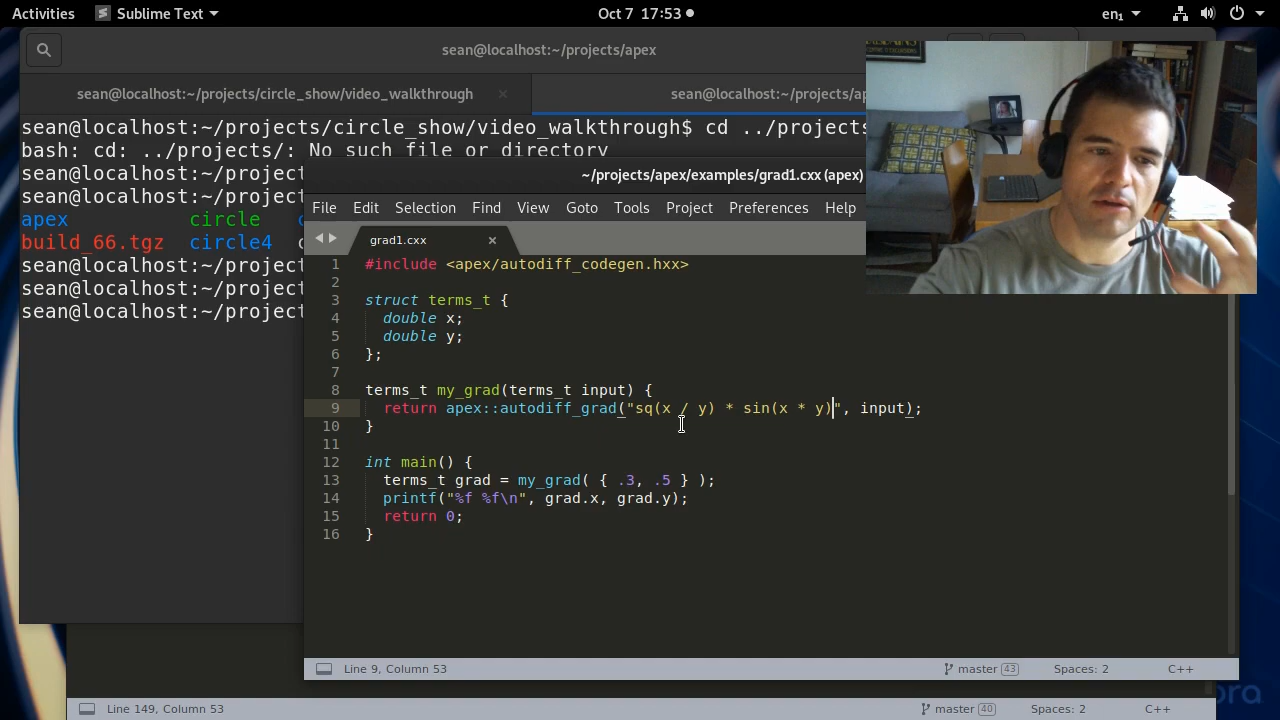 Activities Sublime Text Oct 7 17:53 en₁
sean@localhost:~/projects/apex
sean@localhost:~/projects/circle_show/video_walkthrough × sean@localhost:~/projects/ap
sean@localhost:~/projects/circle_show/video_walkthrough$ cd ../projects
bash: cd: ../projects/: No such file or directory
sean@localhost:~/project
sean@localhost:~/project
apex circle
build_66.tgz circle4
sean@localhost:~/project
sean@localhost:~/project
sean@localhost:~/project
~/projects/apex/examples/grad1.cxx (apex)
File Edit Selection Find View Goto Tools Project Preferences Help
grad1.cxx ×
1 #include <apex/autodiff_codegen.hxx>
2
3 struct terms_t {
4 double x;
5 double y;
6 };
7
8 terms_t my_grad(terms_t input) {
9 return apex::autodiff_grad("sq(x / y) * sin(x * y)", input);
10 }
11
12 int main() {
13 terms_t grad = my_grad( { .3, .5 } );
14 printf("%f %f\n", grad.x, grad.y);
15 return 0;
16 }
Line 9, Column 53 master 43 Spaces: 2 C++
Line 149, Column 53 master 40 Spaces: 2 C++